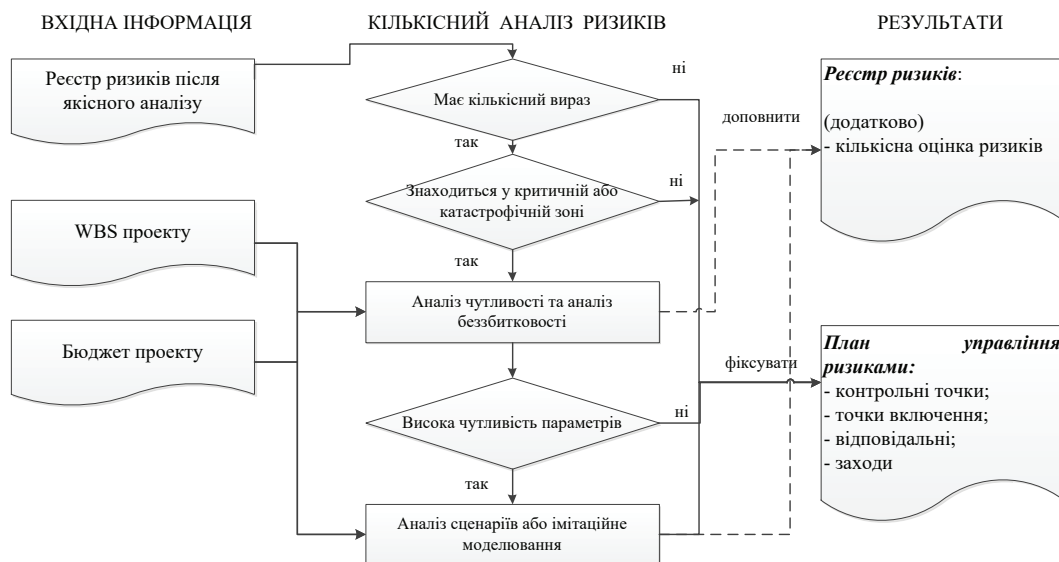 ВХІДНА ІНФОРМАЦІЯ
КІЛЬКІСНИЙ АНАЛІЗ РИЗИКІВ
РЕЗУЛЬТАТИ
Реєстр ризиків після
якісного аналізу
WBS проекту
Бюджет проекту
Має кількісний вираз
ні
так
Знаходиться у критичній або
катастрофічній зоні
ні
так
Аналіз чутливості та аналіз
беззбитковості
Висока чутливість параметрів
ні
так
Аналіз сценаріїв або імітаційне
моделювання
доповнити
фіксувати
Реєстр ризиків:
(додатково)
- кількісна оцінка ризиків
План управління
ризиками:
- контрольні точки;
- точки включення;
- відповідальні;
- заходи